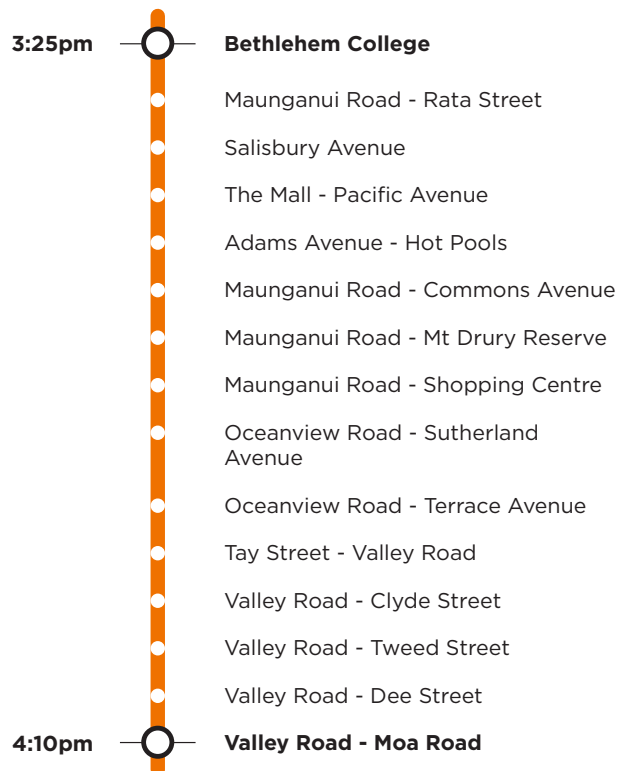 3:25pm Bethlehem College
Maunganui Road - Rata Street
Salisbury Avenue
The Mall - Pacific Avenue
Adams Avenue - Hot Pools
Maunganui Road - Commons Avenue
Maunganui Road - Mt Drury Reserve
Maunganui Road - Shopping Centre
Oceanview Road - Sutherland
Avenue
Oceanview Road - Terrace Avenue
Tay Street - Valley Road
Valley Road - Clyde Street
Valley Road - Tweed Street
Valley Road - Dee Street
4:10pm Valley Road - Moa Road